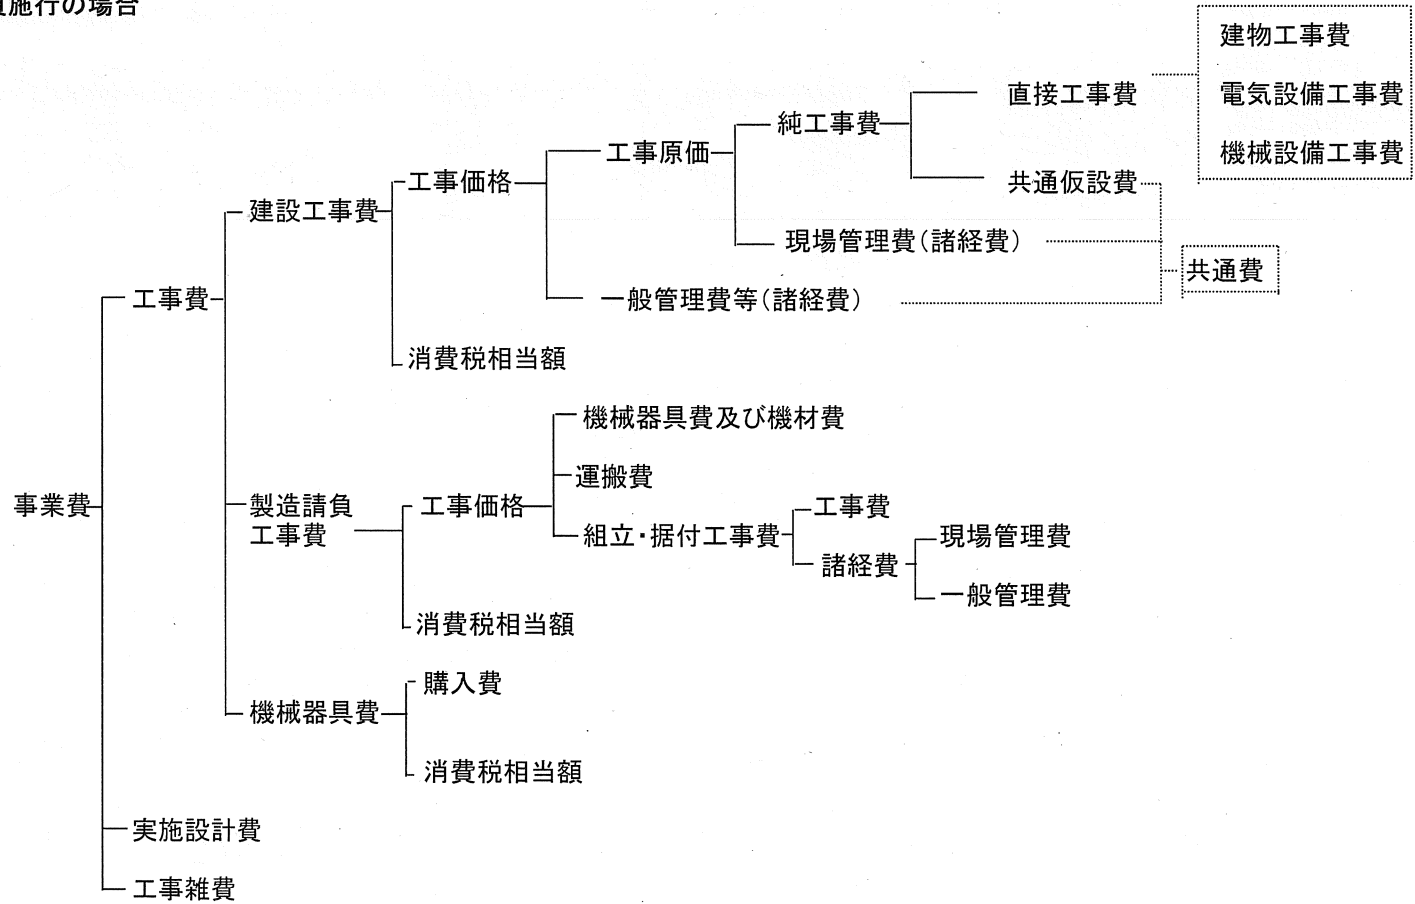 施行の場合
建物工事費
電気設備工事費
機械設備工事費
直接工事費
純工事費
工事原価
共通仮設費
工事価格
建設工事費
現場管理費(諸経費)
共通費
工事費
一般管理費等(諸経費)
消費税相当額
機械器具費及び機材費
運搬費
事業費
製造請負
工事費
工事価格
組立・据付工事費
工事費
諸経費
現場管理費
一般管理費
消費税相当額
購入費
機械器具費
消費税相当額
実施設計費
工事雑費